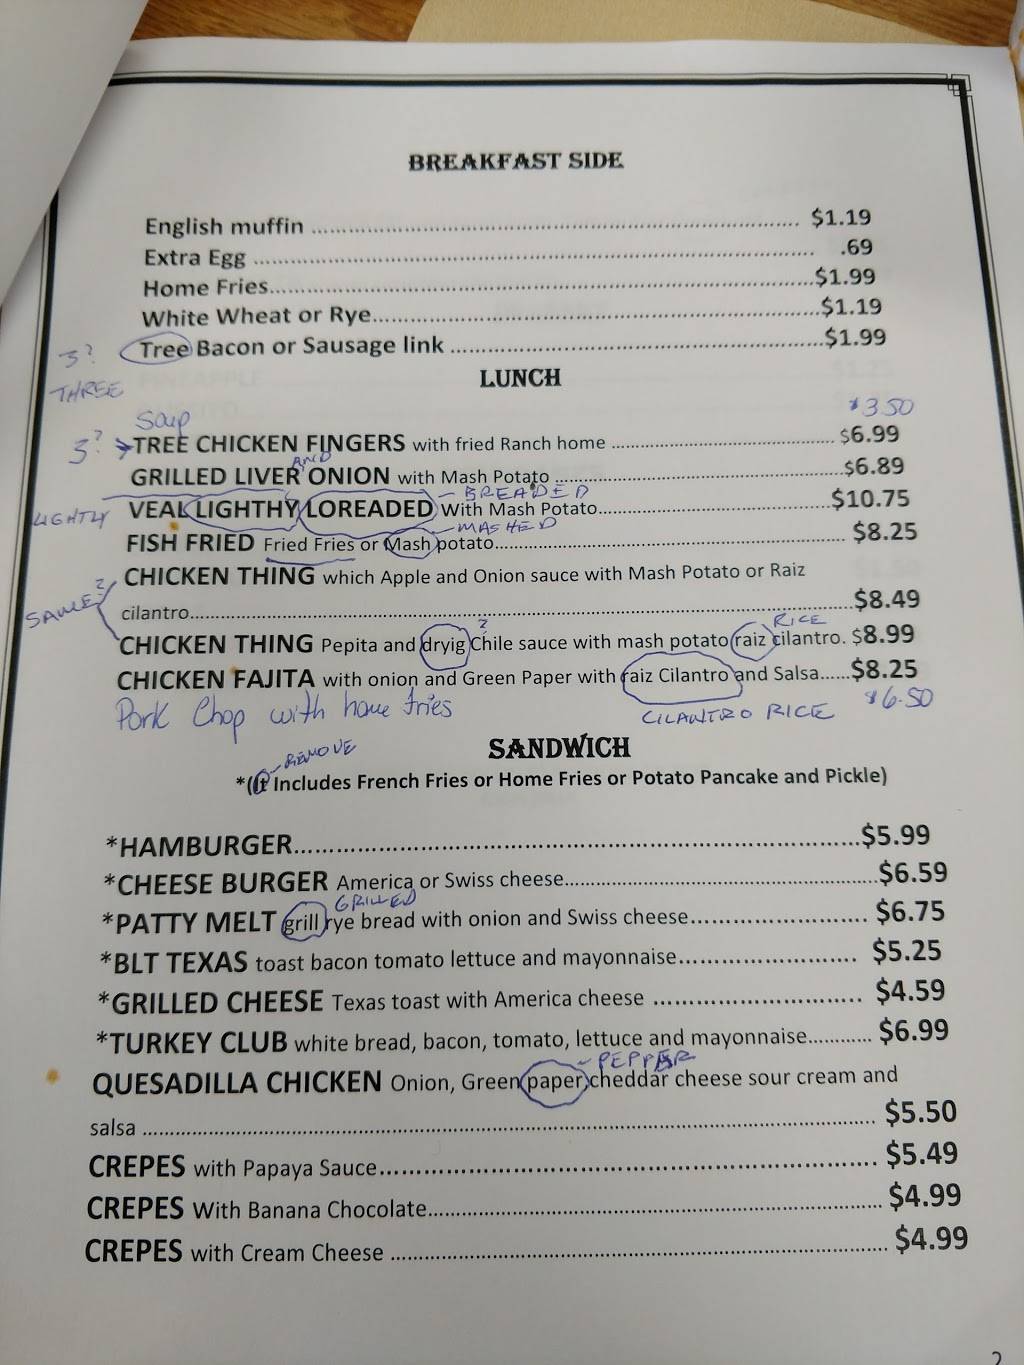 BREAKFAST SIDE
English muffin ........ $1.19
Extra Egg ........ .69
Home Fries........ $1.99
White Wheat or Rye........ $1.19
3? Tree Bacon or Sausage link ........ $1.99
THREE
LUNCH
Soup $3.50
3? TREE CHICKEN FINGERS with fried Ranch home ........ $6.99
AND
GRILLED LIVER ONION with Mash Potato ........ $6.89
BREADED
LIGHTLY VEAL LIGHTHY LOREADED With Mash Potato........ $10.75
MASHED
FISH FRIED Fried Fries or Mash potato........ $8.25
CHICKEN THING which Apple and Onion sauce with Mash Potato or Raiz
cilantro........ $8.49
? RICE
CHICKEN THING Pepita and dryig Chile sauce with mash potato raiz cilantro. $8.99
CHICKEN FAJITA with onion and Green Paper with raiz Cilantro and Salsa...... $8.25
Pork Chop with home fries CILANTRO RICE $6.50
SANDWICH
REMOVE
*(It Includes French Fries or Home Fries or Potato Pancake and Pickle)
*HAMBURGER........ $5.99
*CHEESE BURGER America or Swiss cheese........ $6.59
GRILLED
*PATTY MELT grill rye bread with onion and Swiss cheese........ $6.75
*BLT TEXAS toast bacon tomato lettuce and mayonnaise........ $5.25
*GRILLED CHEESE Texas toast with America cheese ........ $4.59
*TURKEY CLUB white bread, bacon, tomato, lettuce and mayonnaise........ $6.99
PEPPER
QUESADILLA CHICKEN Onion, Green paper cheddar cheese sour cream and
salsa ........ $5.50
CREPES with Papaya Sauce........ $5.49
CREPES With Banana Chocolate........ $4.99
CREPES with Cream Cheese ........ $4.99
2